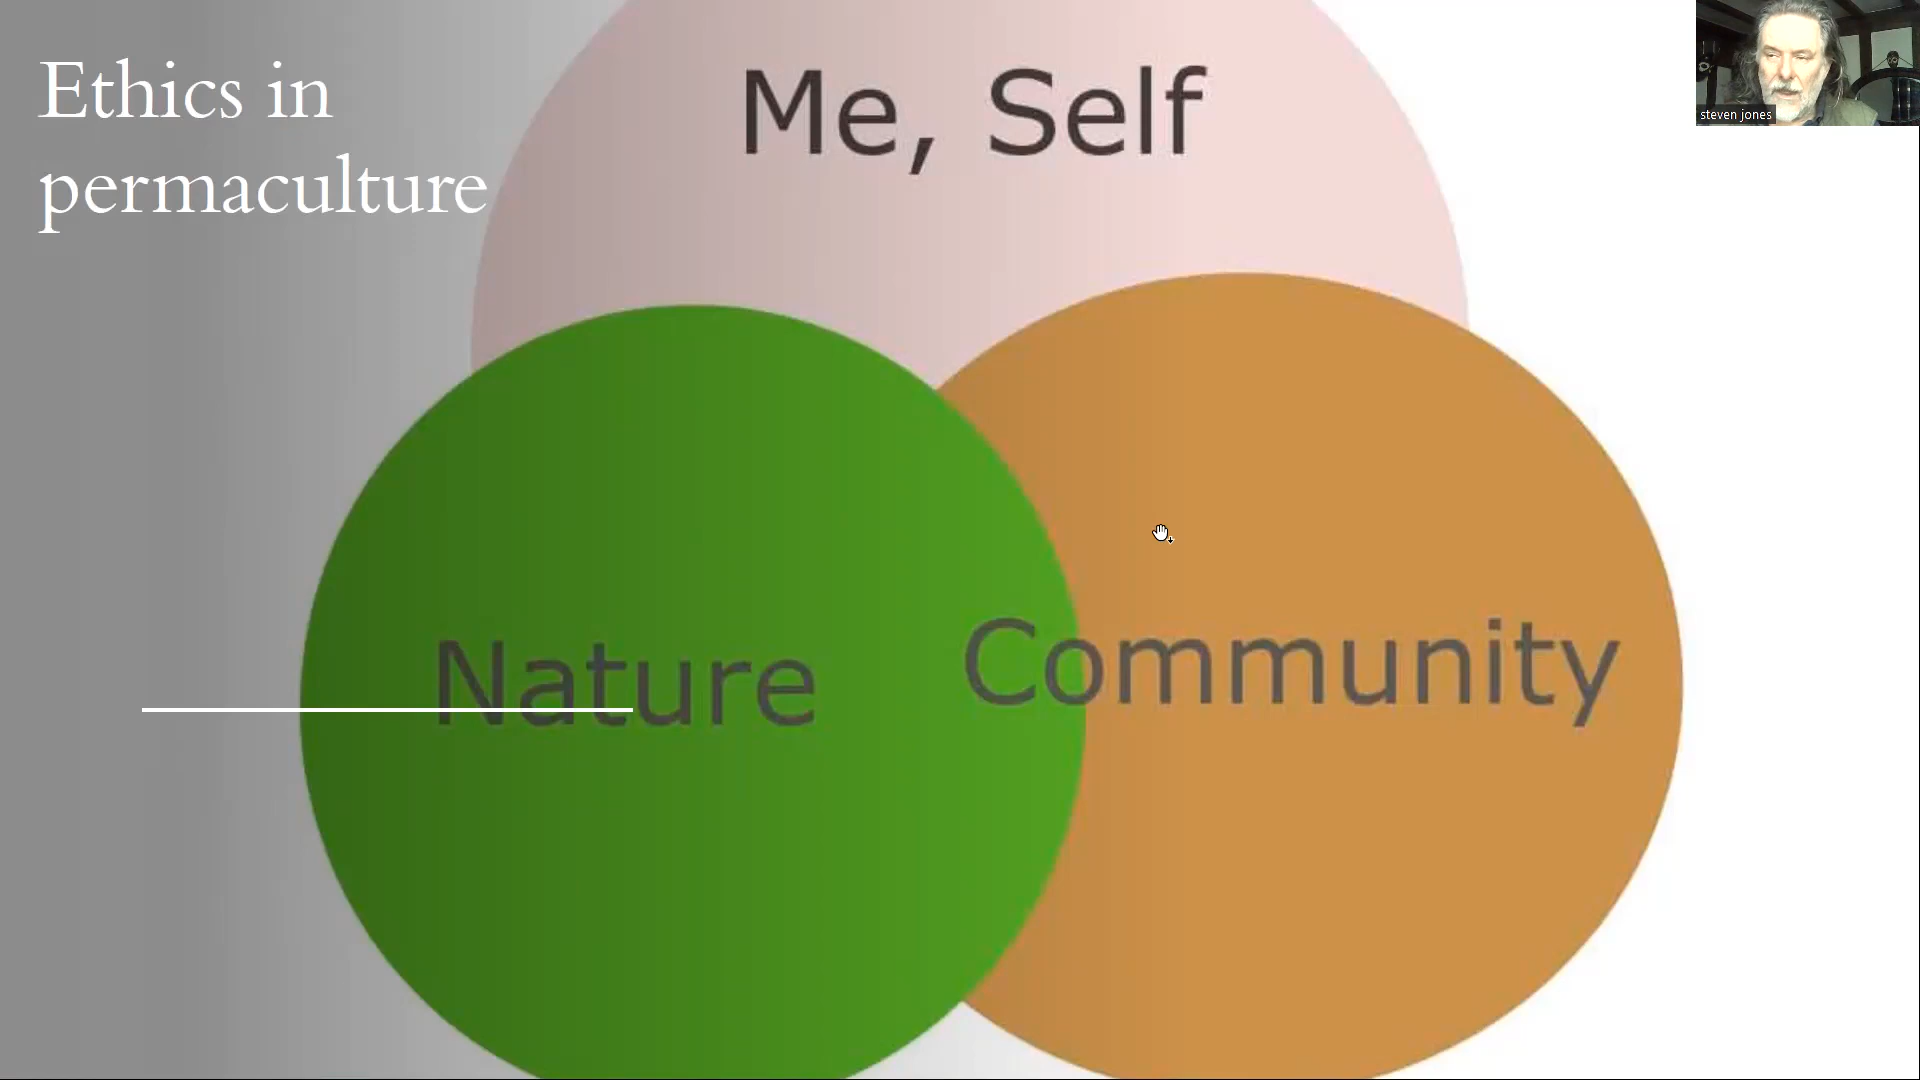 Ethics in
permaculture
Me, Self
steven jones
Nature
Community